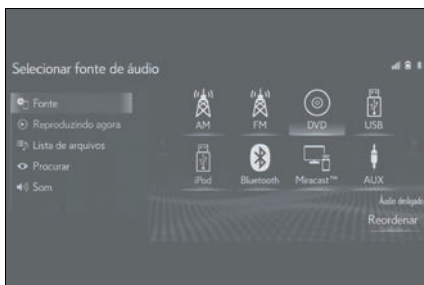 Selecionar fonte de áudio
Fonte
Reproduzindo agora
Lista de arquivos
Procurar
Som
AM
FM
DVD
USB
iPod
Bluetooth
Miracast™
AUX
Áudio desligado
Reordenar